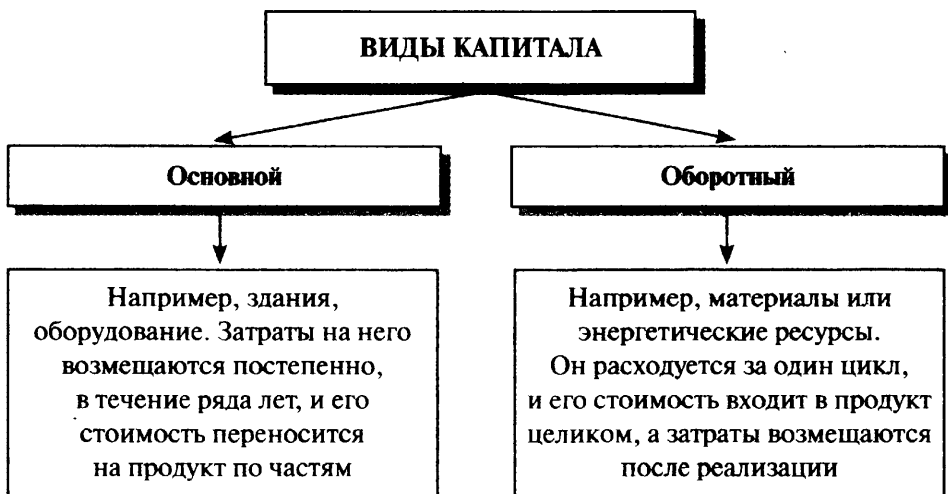 ВИДЫ КАПИТАЛА
Основной
Оборотный
Например, здания,
оборудование. Затраты на него
возмещаются постепенно,
в течение ряда лет, и его
стоимость переносится
на продукт по частям
Например, материалы или
энергетические ресурсы.
Он расходуется за один цикл,
и его стоимость входит в продукт
целиком, а затраты возмещаются
после реализации